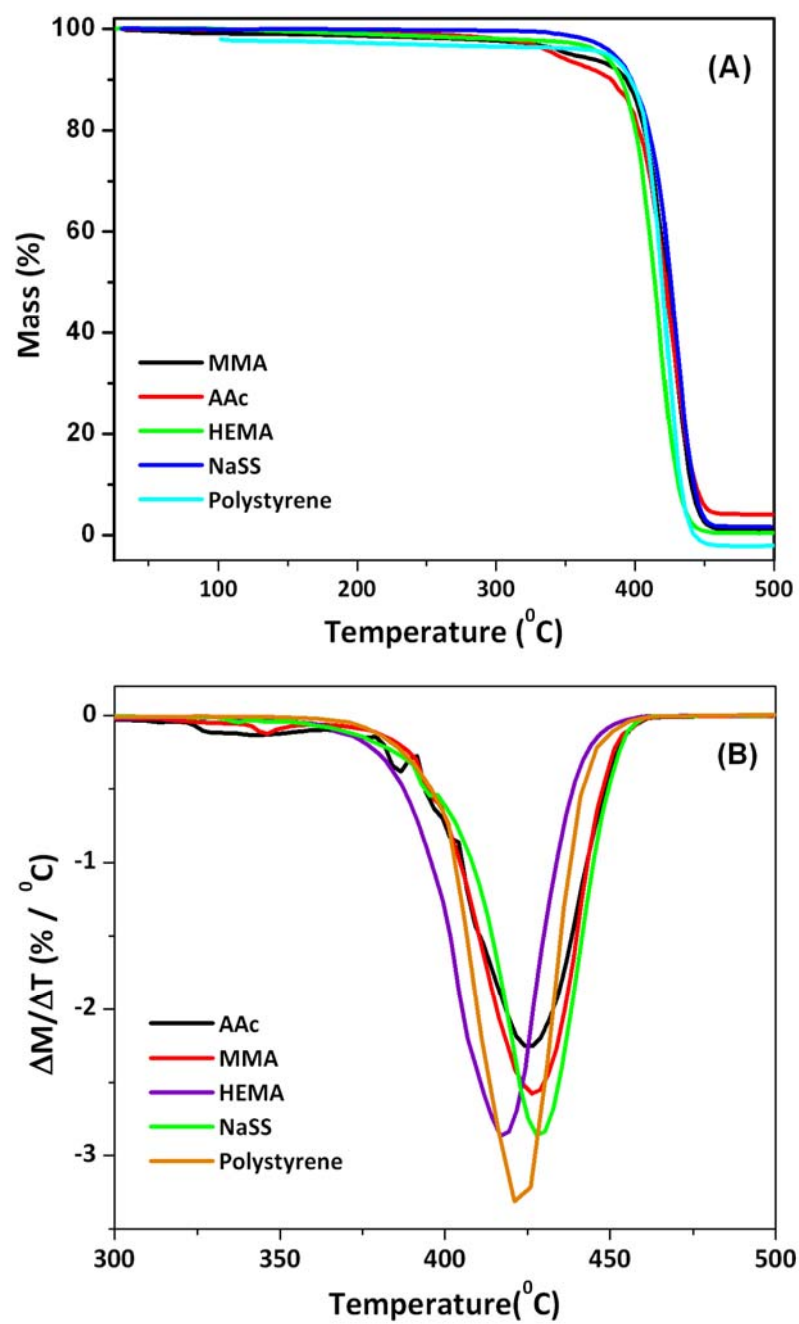 100
80
60
40
20
0
Mass (%)
(A)
MMA
AAc
HEMA
NaSS
Polystyrene
100
200
300
400
500
Temperature (⁰C)
0
-1
-2
-3
ΔM/ΔT (% / ⁰C)
(B)
AAc
MMA
HEMA
NaSS
Polystyrene
300
350
400
450
500
Temperature(⁰C)